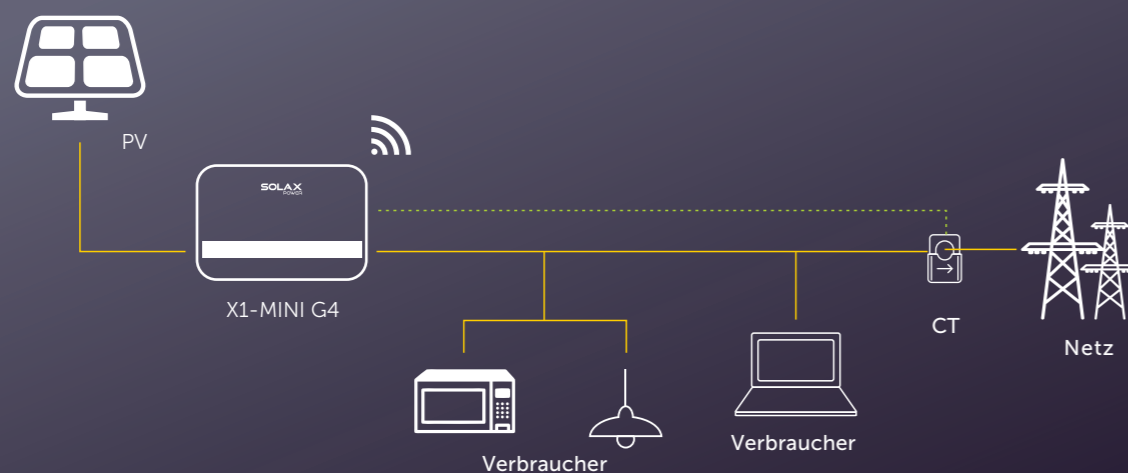 PV
SOLAX
POWER
X1-MINI G4
CT
Netz
Verbraucher
Verbraucher